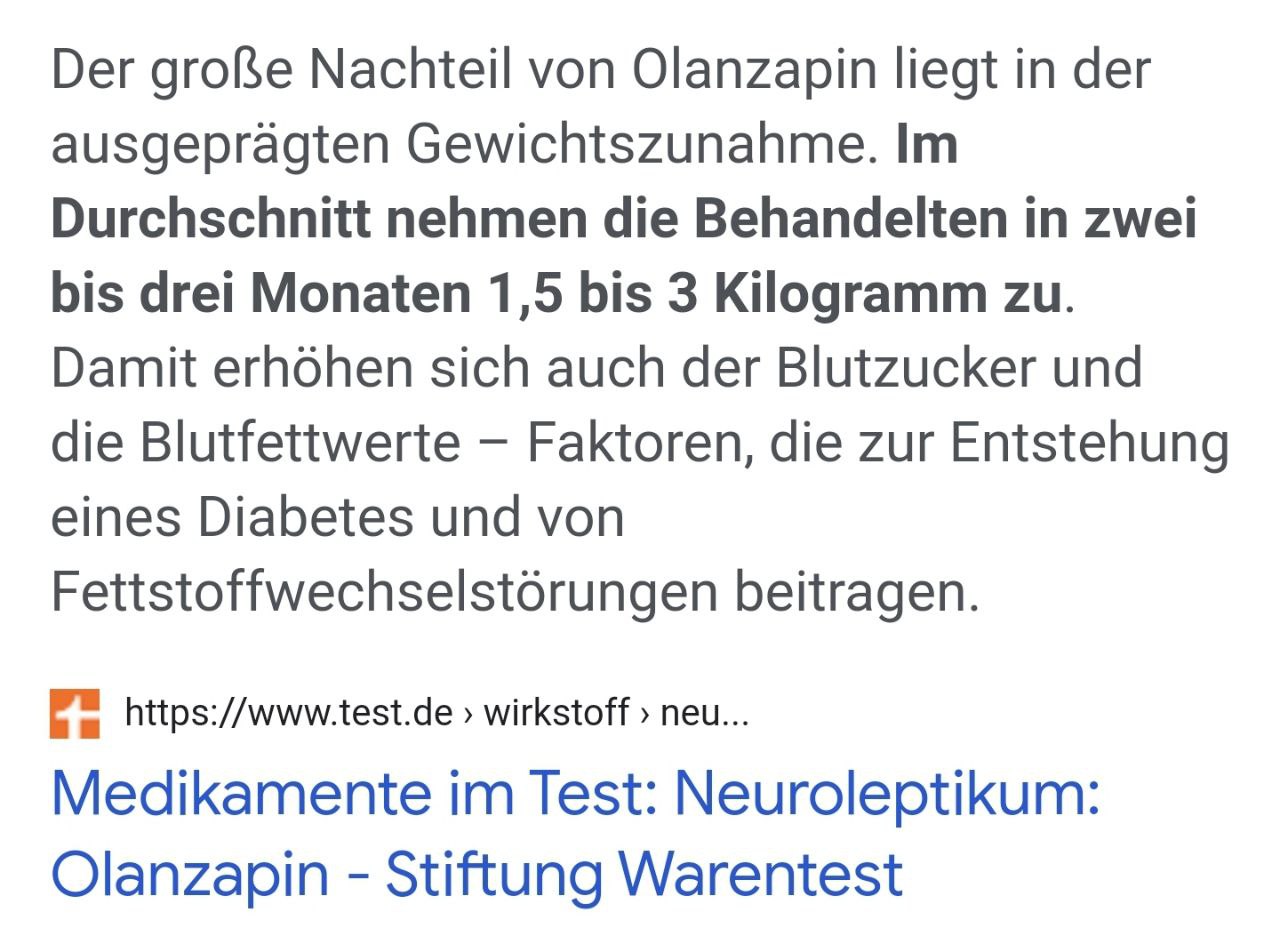 Der große Nachteil von Olanzapin liegt in der
ausgeprägten Gewichtszunahme. Im
Durchschnitt nehmen die Behandelten in zwei
bis drei Monaten 1,5 bis 3 Kilogramm zu.
Damit erhöhen sich auch der Blutzucker und
die Blutfettwerte – Faktoren, die zur Entstehung
eines Diabetes und von
Fettstoffwechselstörungen beitragen.
https://www.test.de › wirkstoff › neu...
Medikamente im Test: Neuroleptikum:
Olanzapin - Stiftung Warentest